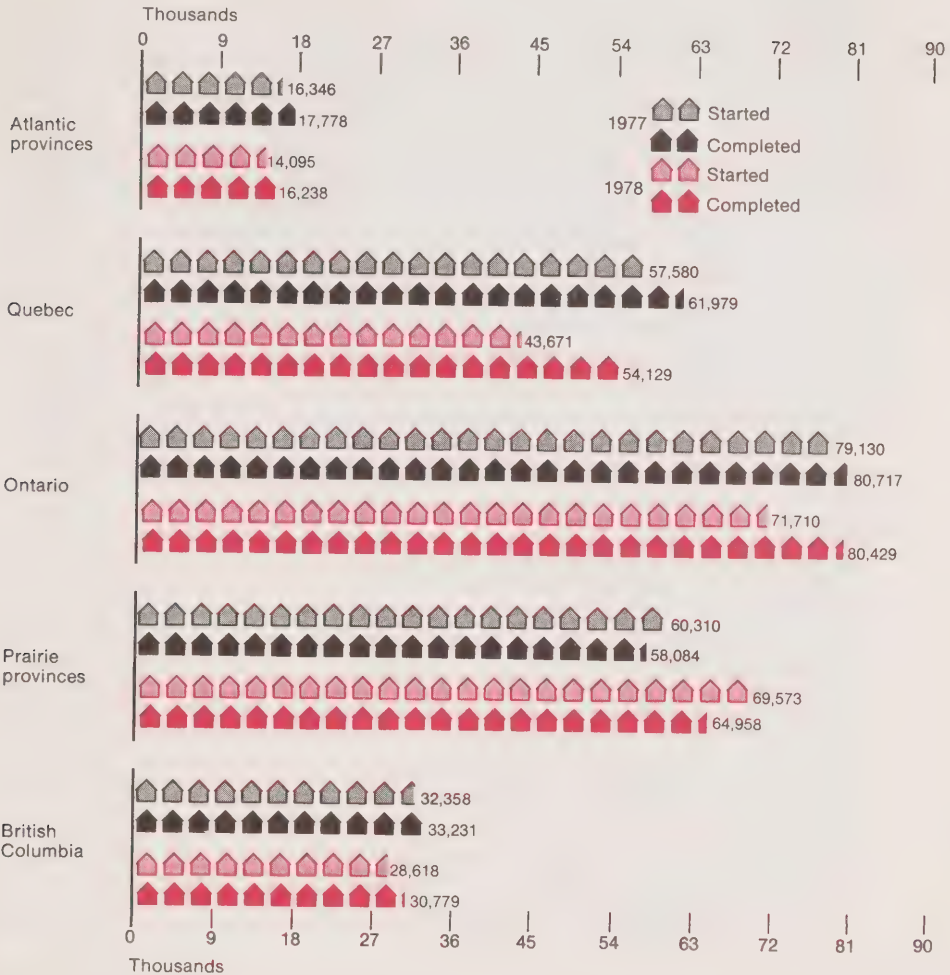 Thousands
0 9 18 27 36 45 54 63 72 81 90
16,346
17,778
Atlantic
provinces
14,095
16,238
1977 Started
Completed
1978 Started
Completed
57,580
61,979
Quebec
43,671
54,129
79,130
80,717
Ontario
71,710
80,429
60,310
58,084
Prairie
provinces
69,573
64,958
32,358
33,231
British
Columbia
28,618
30,779
0 9 18 27 36 45 54 63 72 81 90
Thousands